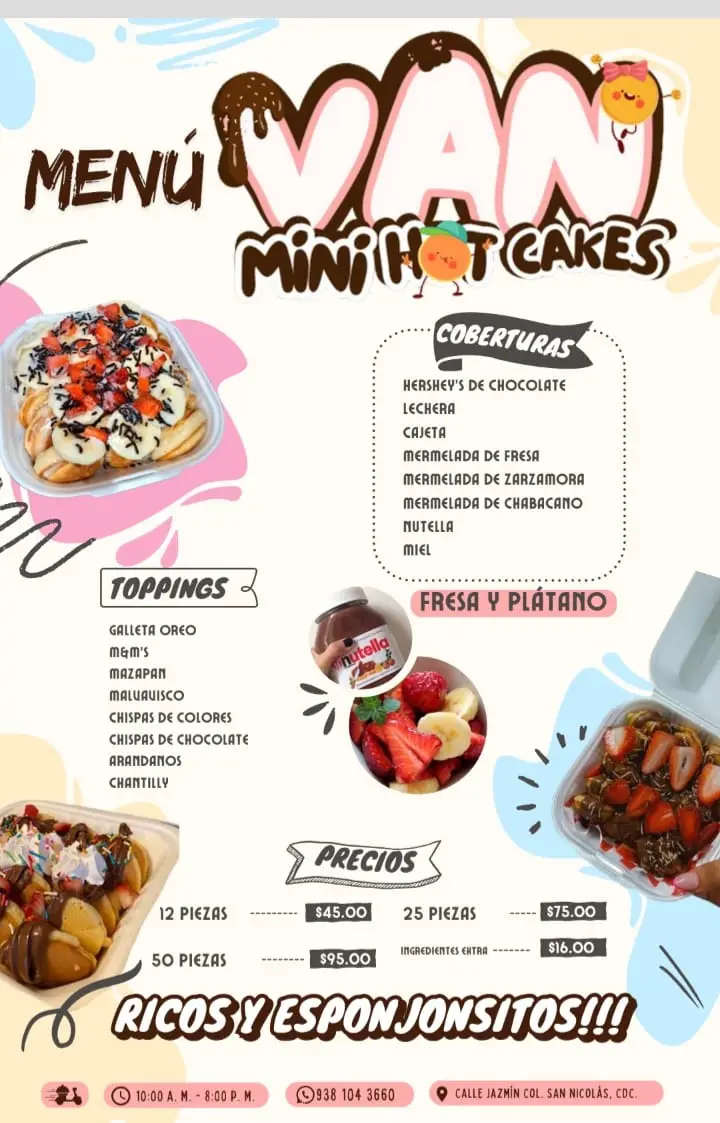 MENÚ
VAN
MINI HOT CAKES
COBERTURAS
HERSHEY'S DE CHOCOLATE
LECHERA
CAJETA
MERMELADA DE FRESA
MERMELADA DE ZARZAMORA
MERMELADA DE CHABACANO
NUTELLA
MIEL
TOPPINGS
GALLETA OREO
M&M'S
MAZAPAN
MALVAVISCO
CHISPAS DE COLORES
CHISPAS DE CHOCOLATE
ARANDANOS
CHANTILLY
FRESA Y PLÁTANO
nutella
PRECIOS
12 PIEZAS -------- $45.00
25 PIEZAS ----- $75.00
50 PIEZAS ------- $95.00
INGREDIENTES EXTRA ------- $16.00
RICOS Y ESPONJONSITOS!!!
10:00 A. M. - 8:00 P. M.
938 104 3660
CALLE JAZMÍN COL. SAN NICOLÀS, CDC.